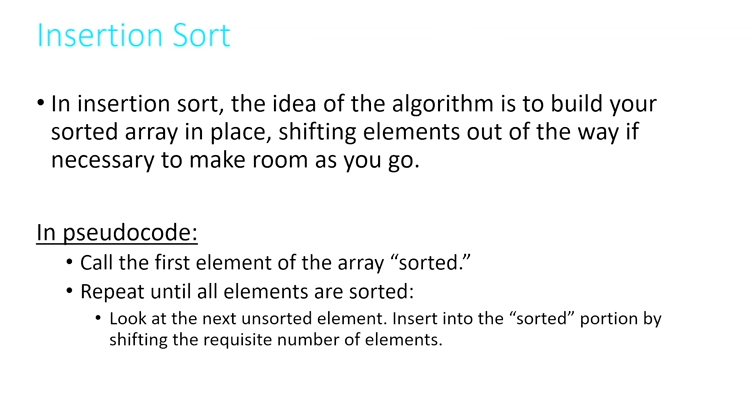 Insertion Sort
• In insertion sort, the idea of the algorithm is to build your
sorted array in place, shifting elements out of the way if
necessary to make room as you go.
In pseudocode:
• Call the first element of the array “sorted.”
• Repeat until all elements are sorted:
• Look at the next unsorted element. Insert into the “sorted” portion by
shifting the requisite number of elements.